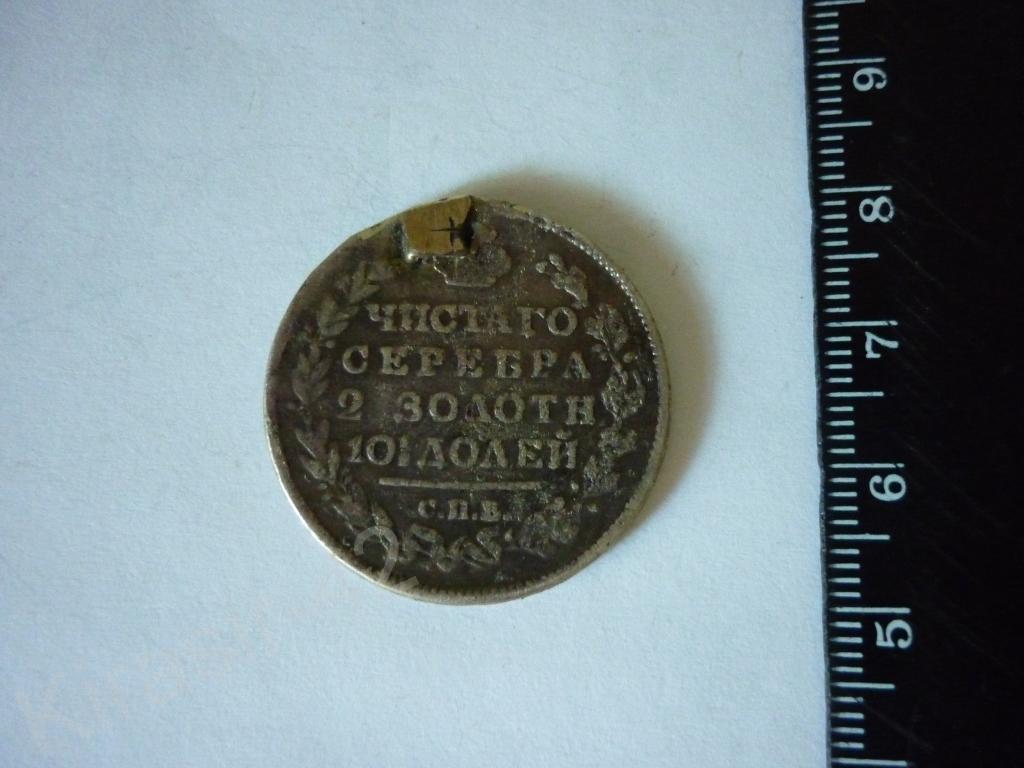 ЧИСТАГО
СЕРЕБРА
2 ЗОЛОТН
10½ ДОЛЕЙ
С.П.Б.
9
8
7
6
5